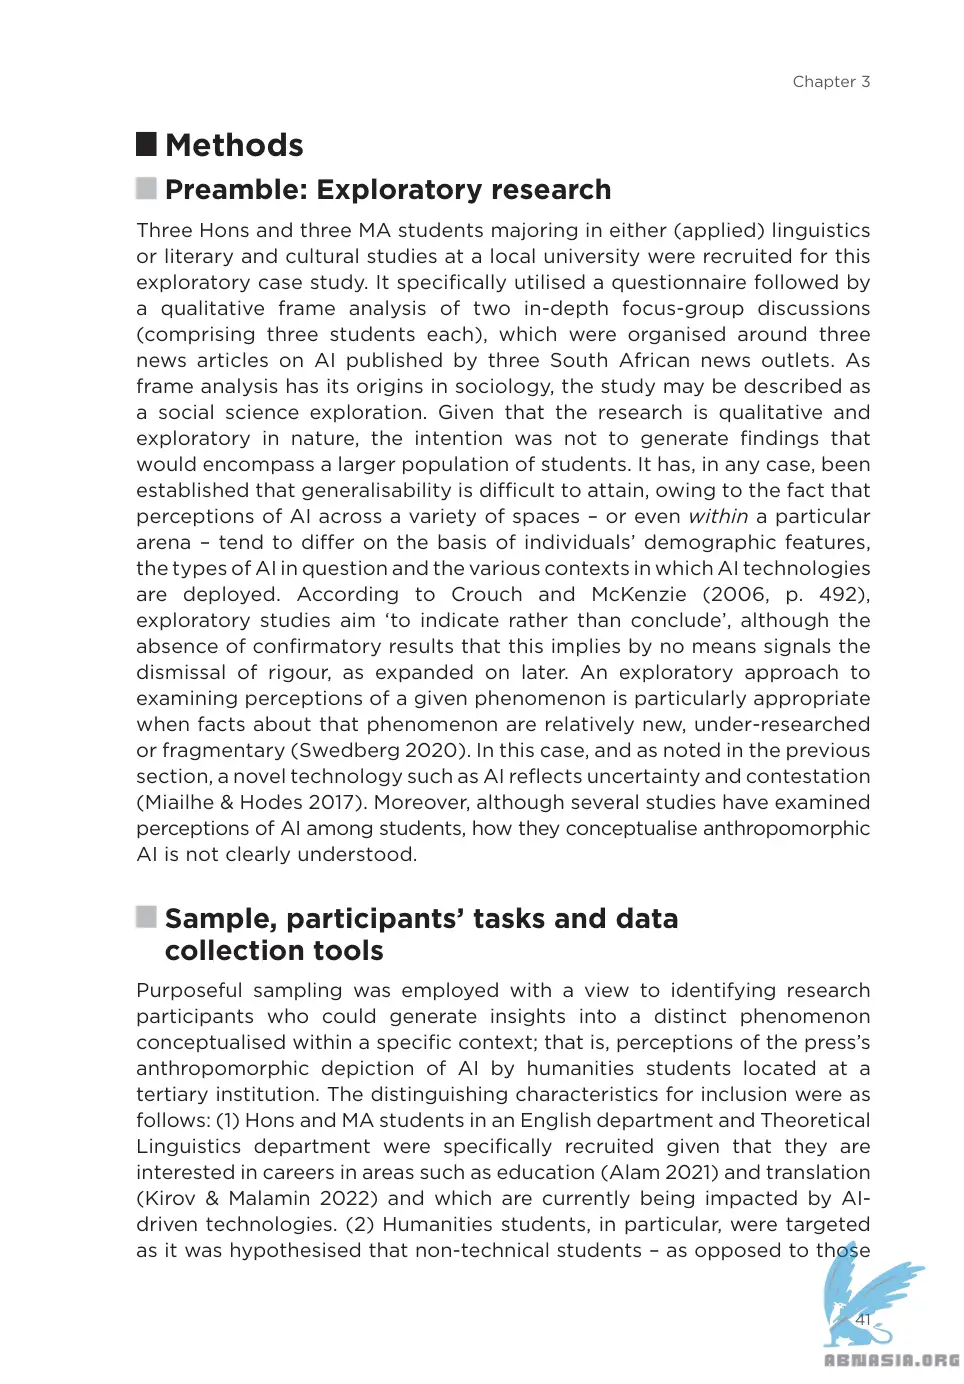 Chapter 3
Methods
Preamble: Exploratory research
Three Hons and three MA students majoring in either (applied) linguistics
or literary and cultural studies at a local university were recruited for this
exploratory case study. It specifically utilised a questionnaire followed by
a qualitative frame analysis of two in-depth focus-group discussions
(comprising three students each), which were organised around three
news articles on AI published by three South African news outlets. As
frame analysis has its origins in sociology, the study may be described as
a social science exploration. Given that the research is qualitative and
exploratory in nature, the intention was not to generate findings that
would encompass a larger population of students. It has, in any case, been
established that generalisability is difficult to attain, owing to the fact that
perceptions of AI across a variety of spaces – or even within a particular
arena – tend to differ on the basis of individuals’ demographic features,
the types of AI in question and the various contexts in which AI technologies
are deployed. According to Crouch and McKenzie (2006, p. 492),
exploratory studies aim ‘to indicate rather than conclude’, although the
absence of confirmatory results that this implies by no means signals the
dismissal of rigour, as expanded on later. An exploratory approach to
examining perceptions of a given phenomenon is particularly appropriate
when facts about that phenomenon are relatively new, under-researched
or fragmentary (Swedberg 2020). In this case, and as noted in the previous
section, a novel technology such as AI reflects uncertainty and contestation
(Miailhe & Hodes 2017). Moreover, although several studies have examined
perceptions of AI among students, how they conceptualise anthropomorphic
AI is not clearly understood.
Sample, participants’ tasks and data
collection tools
Purposeful sampling was employed with a view to identifying research
participants who could generate insights into a distinct phenomenon
conceptualised within a specific context; that is, perceptions of the press’s
anthropomorphic depiction of AI by humanities students located at a
tertiary institution. The distinguishing characteristics for inclusion were as
follows: (1) Hons and MA students in an English department and Theoretical
Linguistics department were specifically recruited given that they are
interested in careers in areas such as education (Alam 2021) and translation
(Kirov & Malamin 2022) and which are currently being impacted by AI-
driven technologies. (2) Humanities students, in particular, were targeted
as it was hypothesised that non-technical students – as opposed to those
41
ABNASIA.ORG